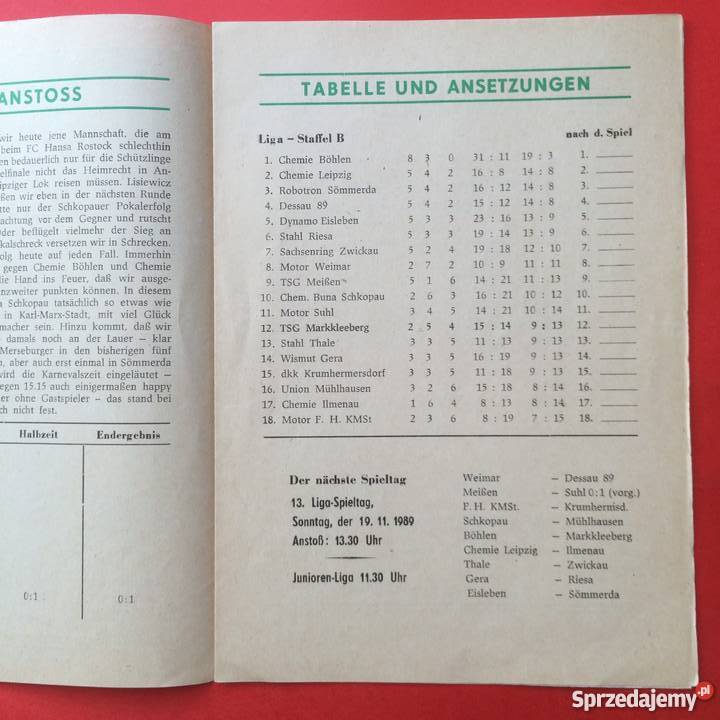 ANSTOSS
wir heute jene Mannschaft, die am
beim FC Hansa Rostock schlechthin
en bedauerlich nur für die Schützlinge
elfinale nicht das Heimrecht in An-
ipziger Lok reisen müssen. Lisiewicz
ßen wir eben in der nächsten Runde
tte nur der Schkopauer Pokalerfolg
achtung vor dem Gegner und rutscht
Oder beflügelt vielmehr der Sieg an
okalschreck versetzen wir in Schrecken.
olg heute auf jeden Fall. Immerhin
gegen Chemie Böhlen und Chemie
die Hand ins Feuer, daß wir ausge-
enzweiter punkten können. In diesem
Schkopau tatsächlich so etwas wie
in Karl-Marx-Stadt, mit viel Glück
macher sein. Hinzu kommt, daß wir
damals noch an der Lauer – klar
Merseburger in den bisherigen fünf
n, aber auch erst einmal in Sömmerda
wird die Karnevalszeit eingeläutet –
egen 15.15 auch einigermaßen happy
er ohne Gastspieler – das stand bei
ch nicht fest.
Halbzeit Endergebnis
0:1 0:1
TABELLE UND ANSETZUNGEN
Liga – Staffel B nach d. Spiel
1. Chemie Böhlen 8 3 0 31 : 11 19 : 3 1.
2. Chemie Leipzig 5 4 2 16 : 8 14 : 8 2.
3. Robotron Sömmerda 5 4 2 16 : 12 14 : 8 3.
4. Dessau 89 5 4 2 15 : 12 14 : 8 4.
5. Dynamo Eisleben 5 3 3 23 : 16 13 : 9 5.
6. Stahl Riesa 5 3 3 19 : 14 13 : 9 6.
7. Sachsenring Zwickau 5 2 4 19 : 18 12 : 10 7.
8. Motor Weimar 2 7 2 10 : 9 11 : 11 8.
9. TSG Meißen 5 1 6 14 : 21 11 : 13 9.
10. Chem. Buna Schkopau 2 6 3 16 : 21 10 : 12 10.
11. Motor Suhl 3 4 5 14 : 21 10 : 14 11.
12. TSG Markkleeberg 2 5 4 15 : 14 9 : 13 12.
13. Stahl Thale 3 3 5 11 : 13 9 : 13 13.
14. Wismut Gera 3 3 5 16 : 19 9 : 13 14.
15. dkk Krumhermersdorf 3 3 5 11 : 18 9 : 13 15.
16. Union Mühlhausen 3 2 6 15 : 18 8 : 14 16.
17. Chemie Ilmenau 1 6 4 8 : 13 8 : 14 17.
18. Motor F. H. KMSt 2 3 6 8 : 19 7 : 15 18.
Der nächste Spieltag
13. Liga-Spieltag,
Sonntag, der 19. 11. 1989
Anstoß: 13.30 Uhr
Junioren-Liga 11.30 Uhr
Weimar – Dessau 89
Meißen – Suhl 0:1 (vorg.)
F. H. KMSt. – Krumhernisd.
Schkopau – Mühlhausen
Böhlen – Markkleeberg
Chemie Leipzig – Ilmenau
Thale – Zwickau
Gera – Riesa
Eisleben – Sömmerda
Sprzedajemy.pl